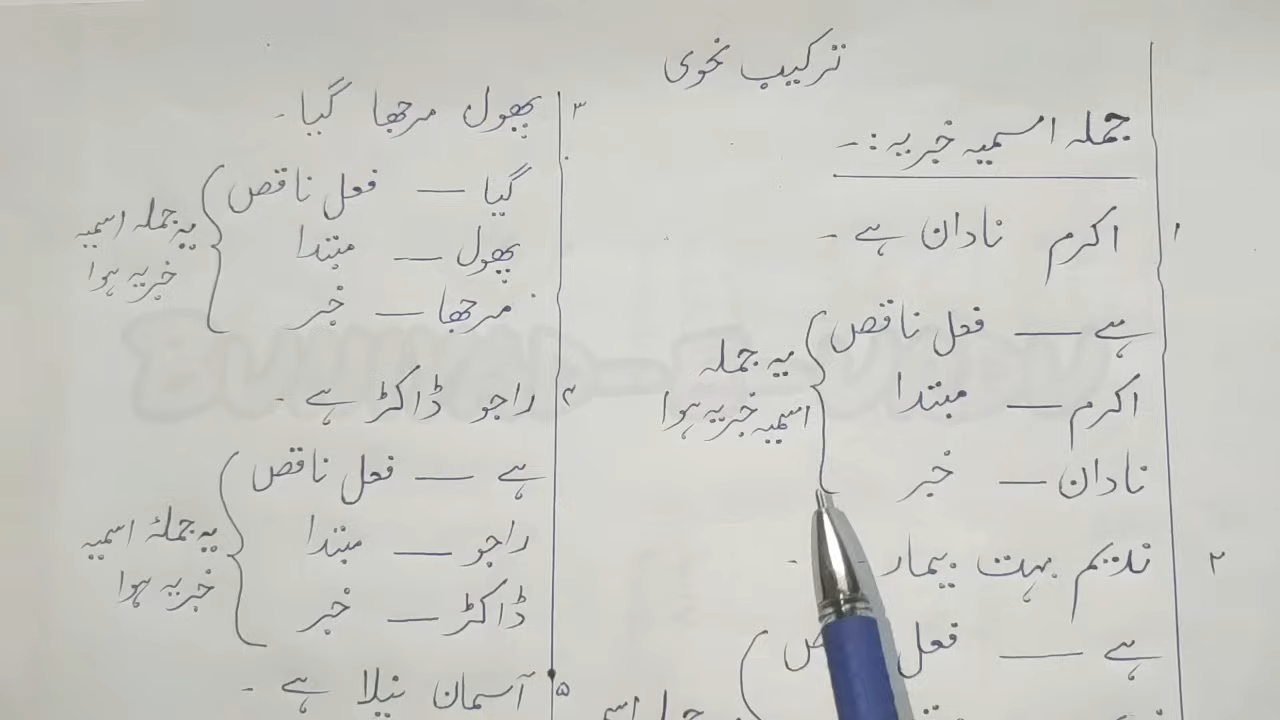 ترکیب نحوی
جملہ اسمیہ خبریہ :-
۱ اکرم نادان ہے -
ہے — فعل ناقص
اکرم — مبتدا
نادان — خبر
یہ جملہ
اسمیہ خبریہ ہوا
۲ ندیم بہت بیمار
ہے — فعل
جملہ اسمیہ
۳ پھول مرجھا گیا -
گیا — فعل ناقص
پھول — مبتدا
مرجھا — خبر
یہ جملہ اسمیہ
خبریہ ہوا
۴ راجو ڈاکٹر ہے -
ہے — فعل ناقص
راجو — مبتدا
ڈاکٹر — خبر
یہ جملۂ اسمیہ
خبریہ ہوا
۵ آسمان نیلا ہے -